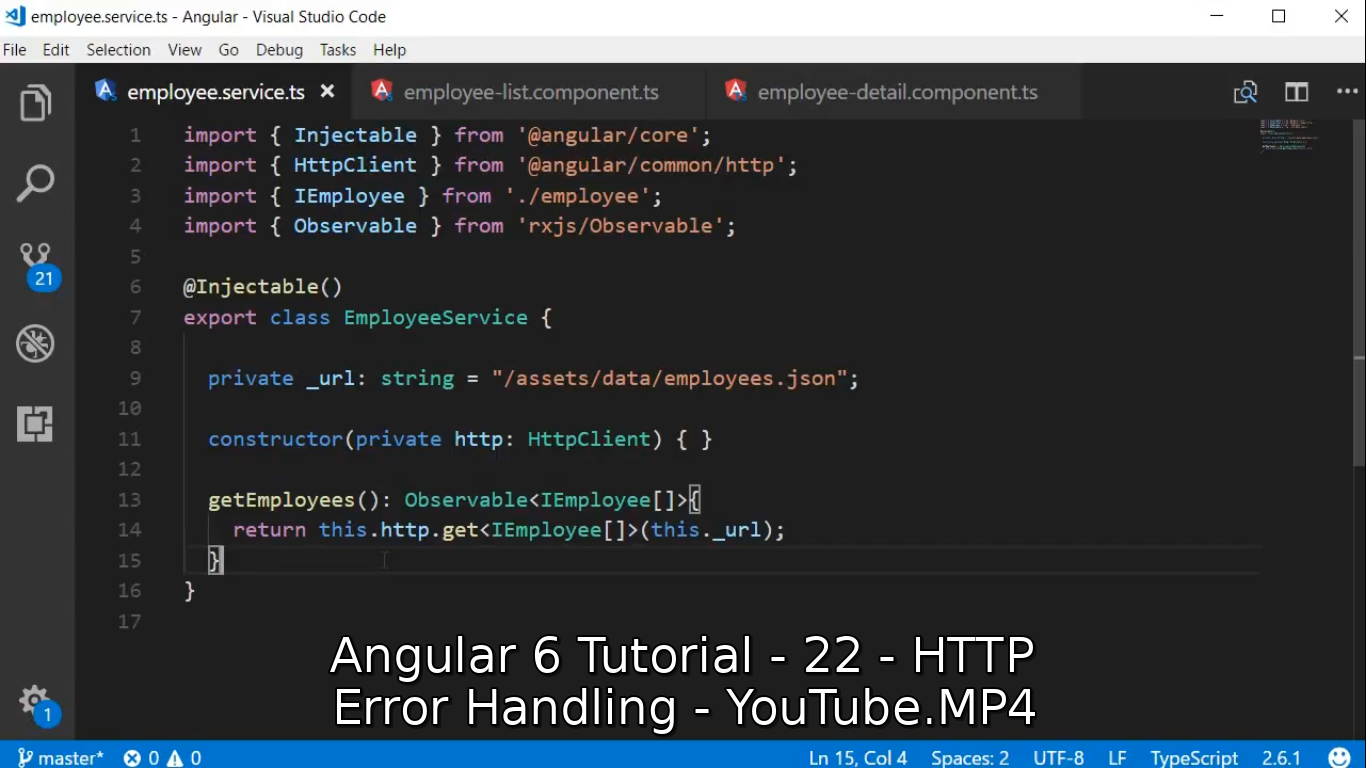 employee.service.ts - Angular - Visual Studio Code
File Edit Selection View Go Debug Tasks Help
employee.service.ts employee-list.component.ts employee-detail.component.ts
1 import { Injectable } from '@angular/core';
2 import { HttpClient } from '@angular/common/http';
3 import { IEmployee } from './employee';
4 import { Observable } from 'rxjs/Observable';
5
6 @Injectable()
7 export class EmployeeService {
8
9 private _url: string = "/assets/data/employees.json";
10
11 constructor(private http: HttpClient) { }
12
13 getEmployees(): Observable<IEmployee[]>{
14 return this.http.get<IEmployee[]>(this._url);
15 }
16 }
17
21
1
Angular 6 Tutorial - 22 - HTTP
Error Handling - YouTube.MP4
master* 0 0 Ln 15, Col 4 Spaces: 2 UTF-8 LF TypeScript 2.6.1